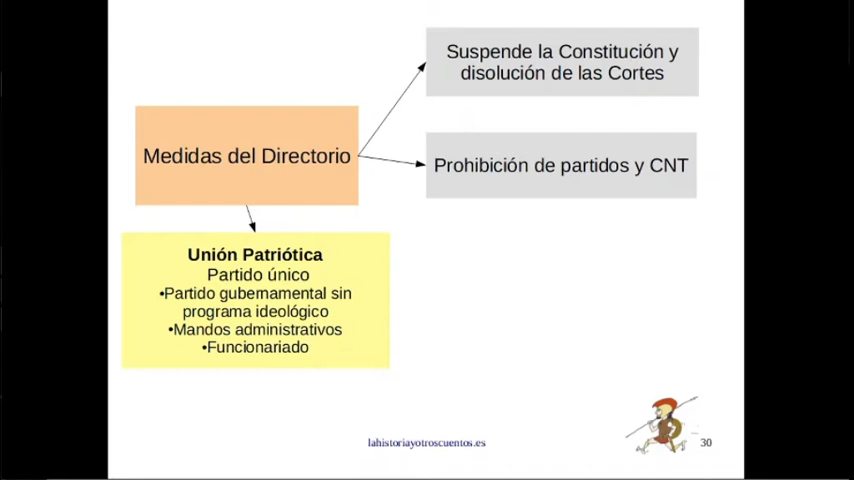 Suspende la Constitución y
disolución de las Cortes
Medidas del Directorio
Prohibición de partidos y CNT
Unión Patriótica
Partido único
•Partido gubernamental sin
programa ideológico
•Mandos administrativos
•Funcionariado
lahistoriayotroscuentos.es
30